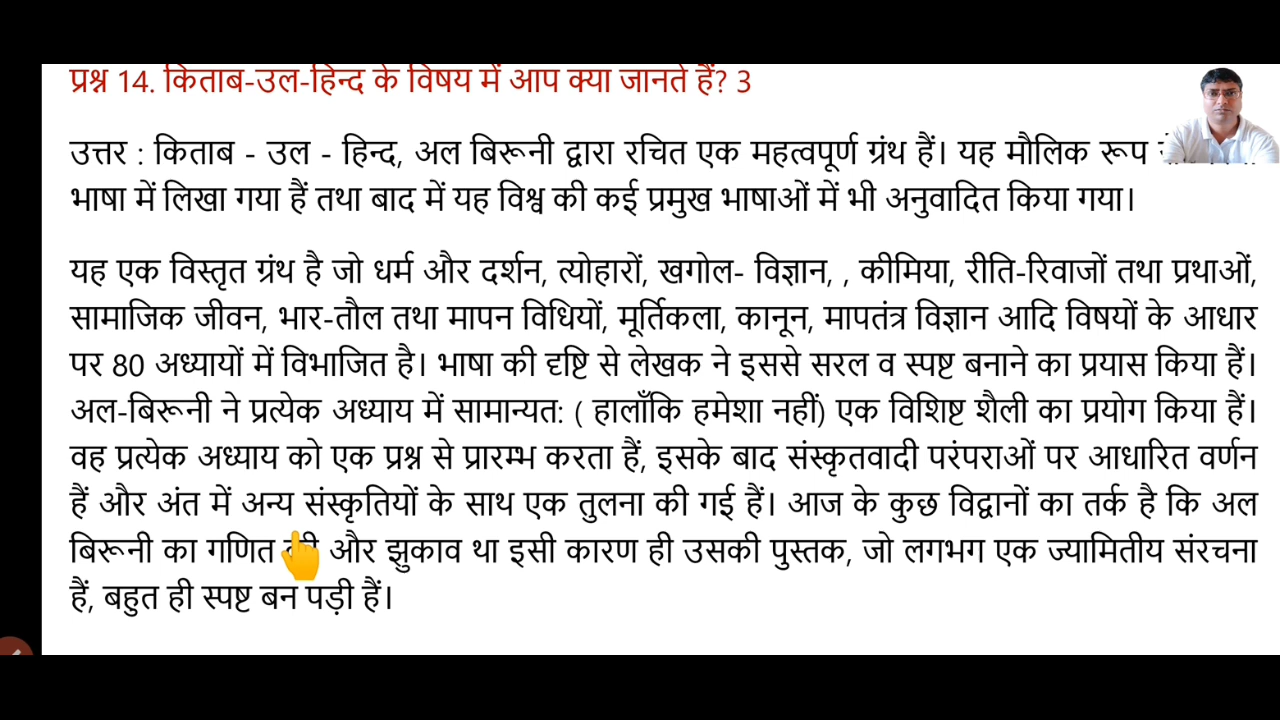 प्रश्न 14. किताब-उल-हिन्द के विषय में आप क्या जानते हैं? 3
उत्तर : किताब - उल - हिन्द, अल बिरूनी द्वारा रचित एक महत्वपूर्ण ग्रंथ हैं। यह मौलिक रूप
भाषा में लिखा गया हैं तथा बाद में यह विश्व की कई प्रमुख भाषाओं में भी अनुवादित किया गया।
यह एक विस्तृत ग्रंथ है जो धर्म और दर्शन, त्योहारों, खगोल- विज्ञान, , कीमिया, रीति-रिवाजों तथा प्रथाओं,
सामाजिक जीवन, भार-तौल तथा मापन विधियों, मूर्तिकला, कानून, मापतंत्र विज्ञान आदि विषयों के आधार
पर 80 अध्यायों में विभाजित है। भाषा की दृष्टि से लेखक ने इससे सरल व स्पष्ट बनाने का प्रयास किया हैं।
अल-बिरूनी ने प्रत्येक अध्याय में सामान्यत: ( हालाँकि हमेशा नहीं) एक विशिष्ट शैली का प्रयोग किया हैं।
वह प्रत्येक अध्याय को एक प्रश्न से प्रारम्भ करता हैं, इसके बाद संस्कृतवादी परंपराओं पर आधारित वर्णन
हैं और अंत में अन्य संस्कृतियों के साथ एक तुलना की गई हैं। आज के कुछ विद्वानों का तर्क है कि अल
बिरूनी का गणित और झुकाव था इसी कारण ही उसकी पुस्तक, जो लगभग एक ज्यामितीय संरचना
हैं, बहुत ही स्पष्ट बन पड़ी हैं।